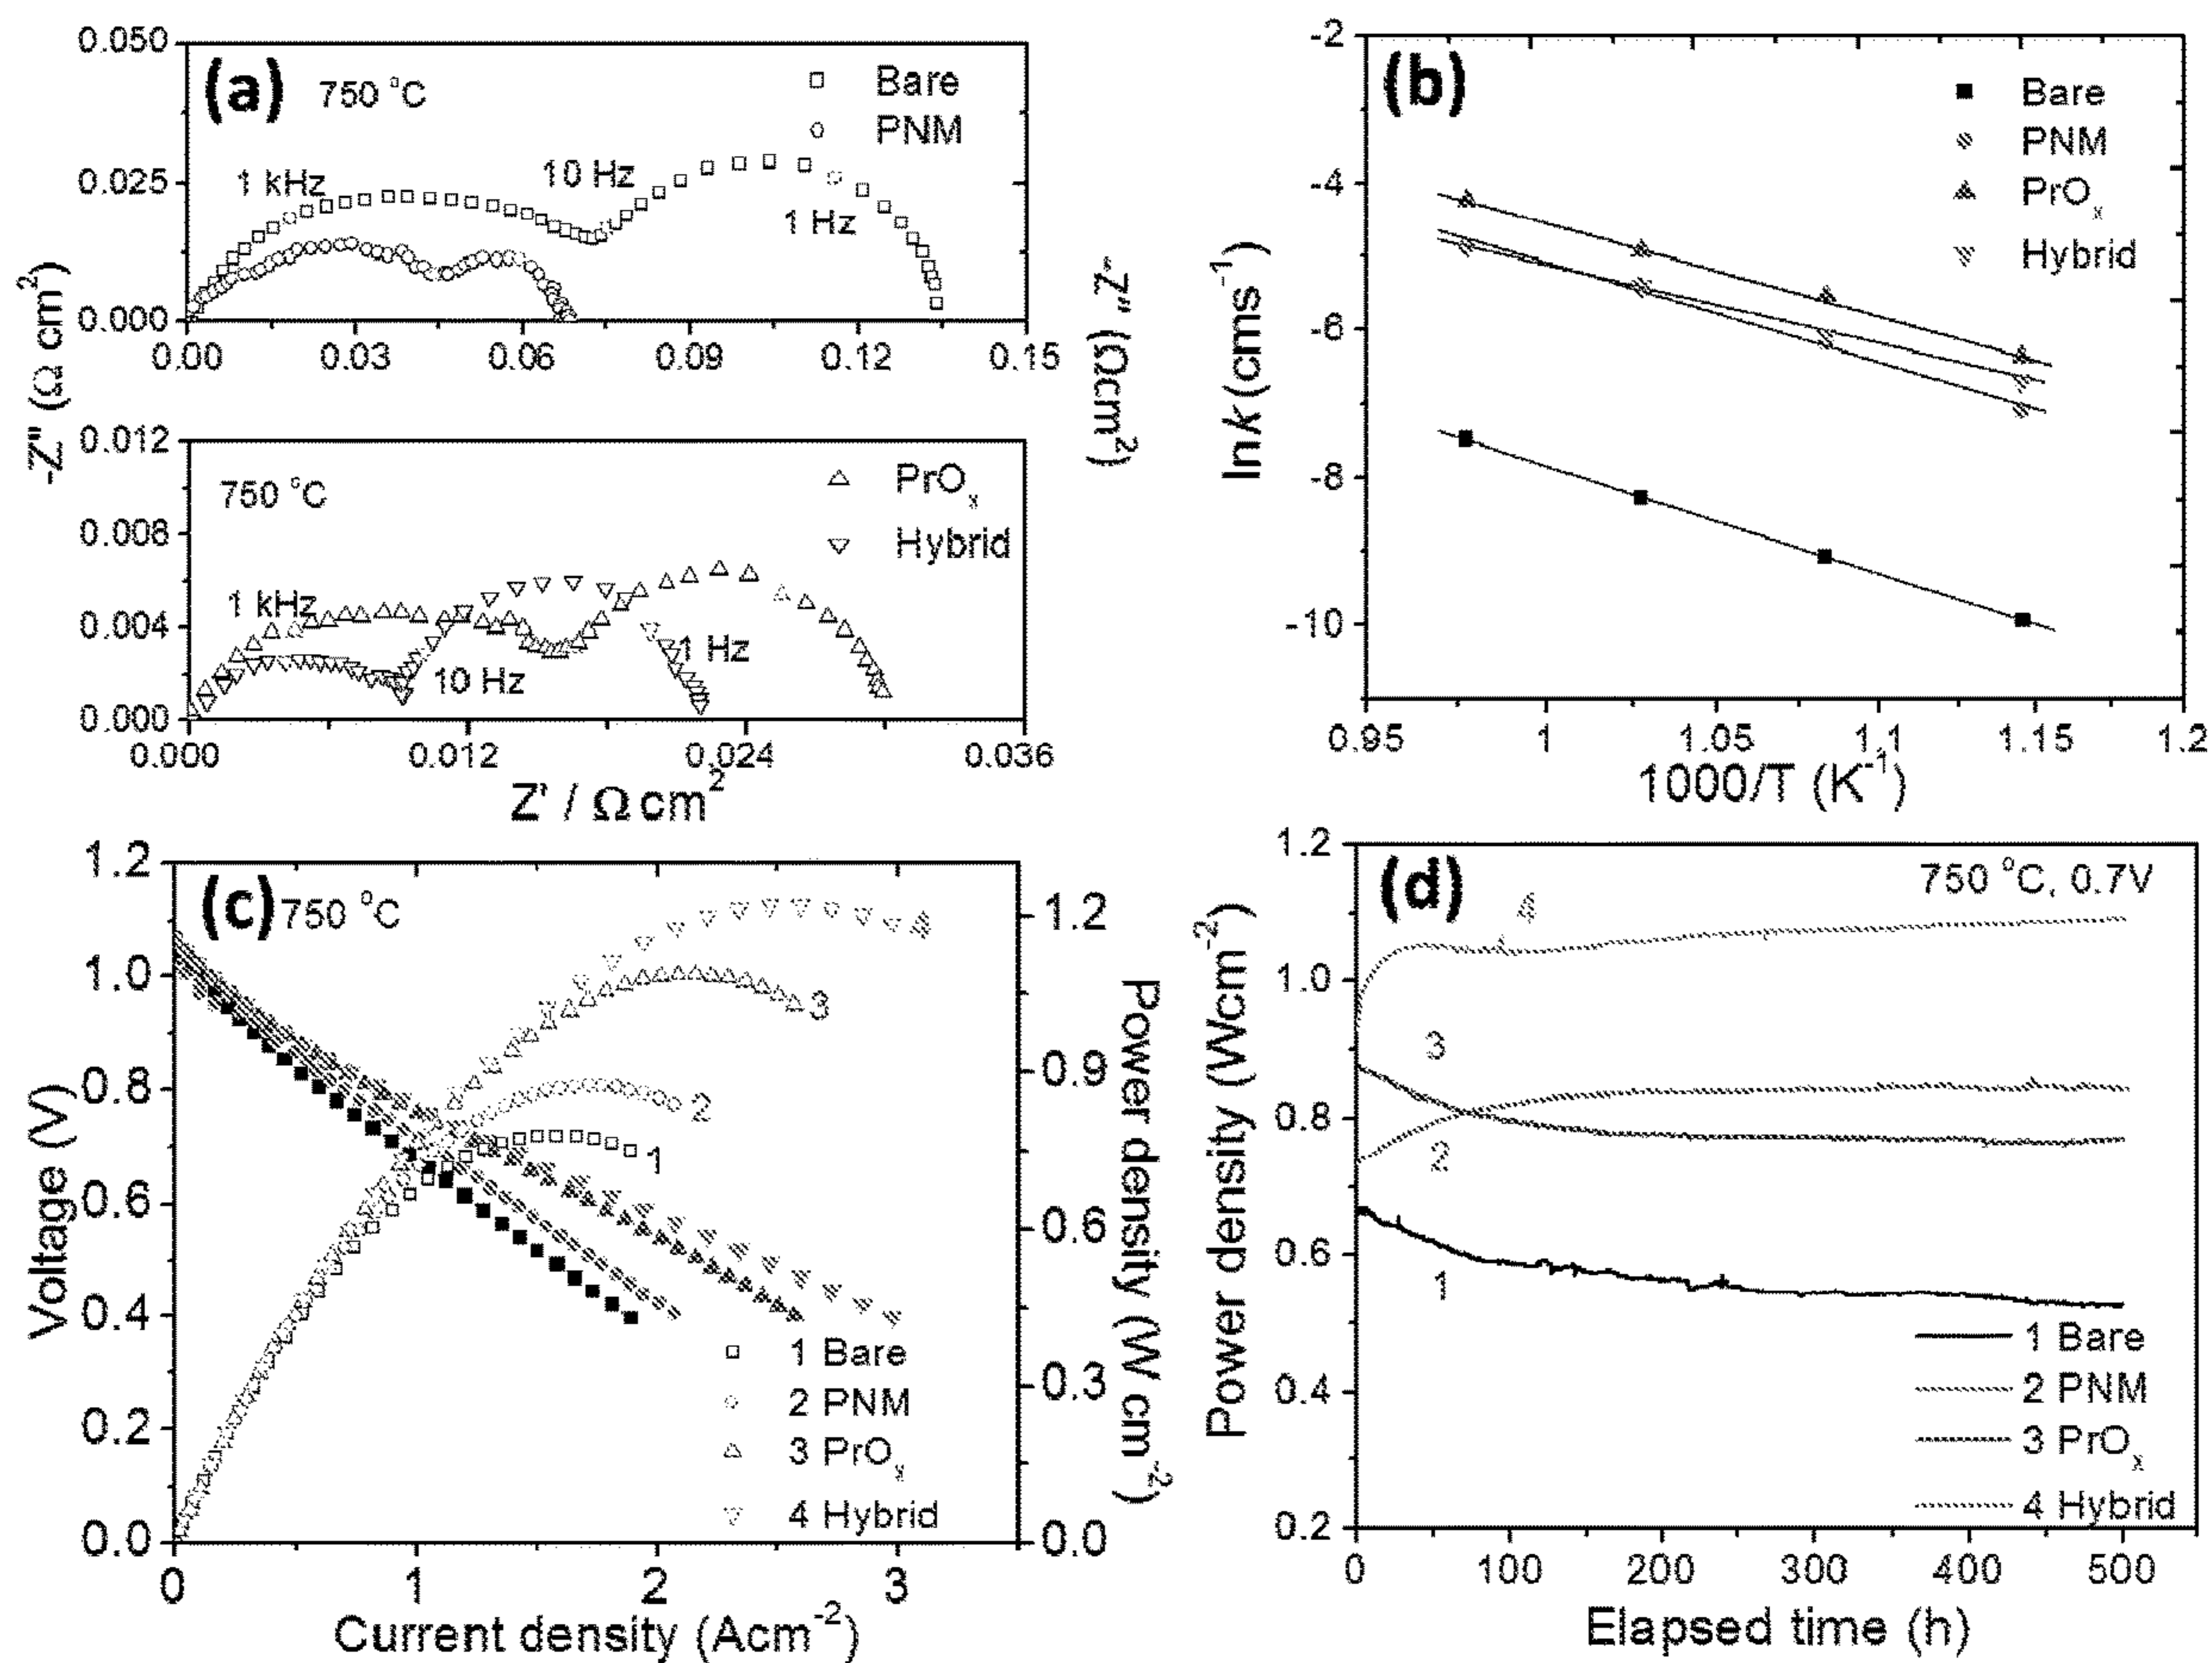 (a)
750 °C
Bare
PNM
1 kHz
10 Hz
1 Hz
0.050
0.025
0.000
0.00 0.03 0.06 0.09 0.12 0.15
-Z" (Ω cm²)
-Z" (Ωcm²)
750 °C
PrOₓ
Hybrid
1 kHz
10 Hz
1 Hz
0.012
0.008
0.004
0.000
0.000 0.012 0.024 0.036
Z' / Ω cm²
(b)
Bare
PNM
PrOₓ
Hybrid
-2
-4
-6
-8
-10
lnk (cms⁻¹)
0.95 1 1.05 1.1 1.15 1.2
1000/T (K⁻¹)
(c) 750 °C
1.2
1.0
0.8
0.6
0.4
0.2
0.0
Voltage (V)
4
3
2
1
1 Bare
2 PNM
3 PrOₓ
4 Hybrid
1.2
0.9
0.6
0.3
0.0
Power density (W cm⁻²)
0 1 2 3
Current density (Acm⁻²)
(d)
750 °C, 0.7V
4
3
2
1
1 Bare
2 PNM
3 PrOₓ
4 Hybrid
1.2
1.0
0.8
0.6
0.4
0.2
Power density (Wcm⁻²)
0 100 200 300 400 500
Elapsed time (h)